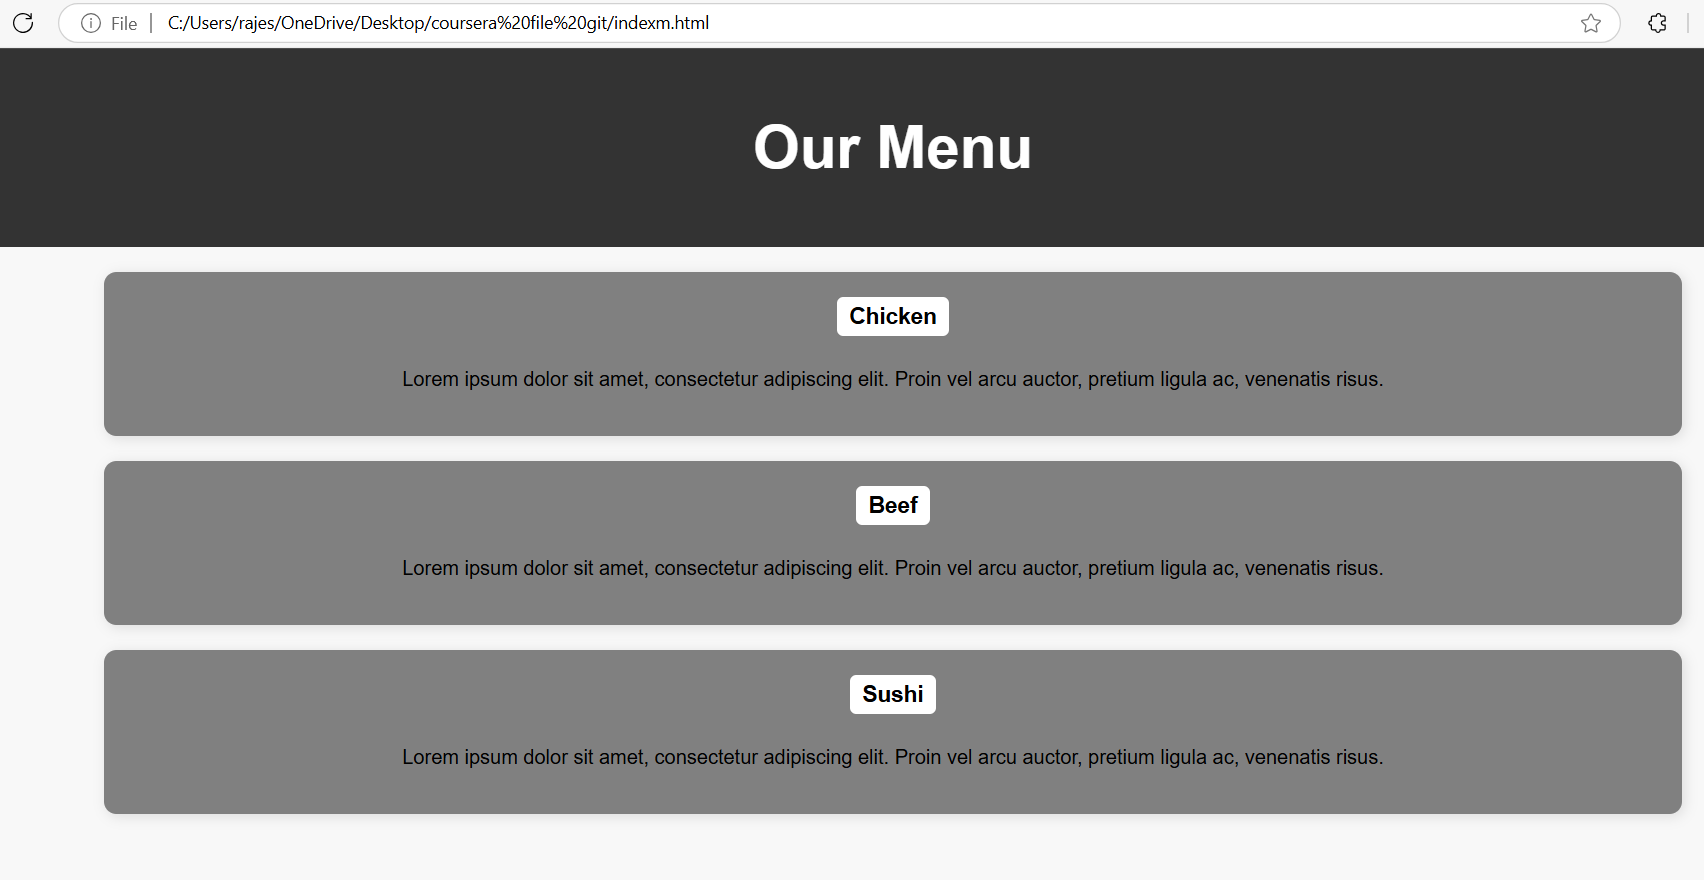 File C:/Users/rajes/OneDrive/Desktop/coursera%20file%20git/indexm.html
Our Menu
Chicken
Lorem ipsum dolor sit amet, consectetur adipiscing elit. Proin vel arcu auctor, pretium ligula ac, venenatis risus.
Beef
Lorem ipsum dolor sit amet, consectetur adipiscing elit. Proin vel arcu auctor, pretium ligula ac, venenatis risus.
Sushi
Lorem ipsum dolor sit amet, consectetur adipiscing elit. Proin vel arcu auctor, pretium ligula ac, venenatis risus.